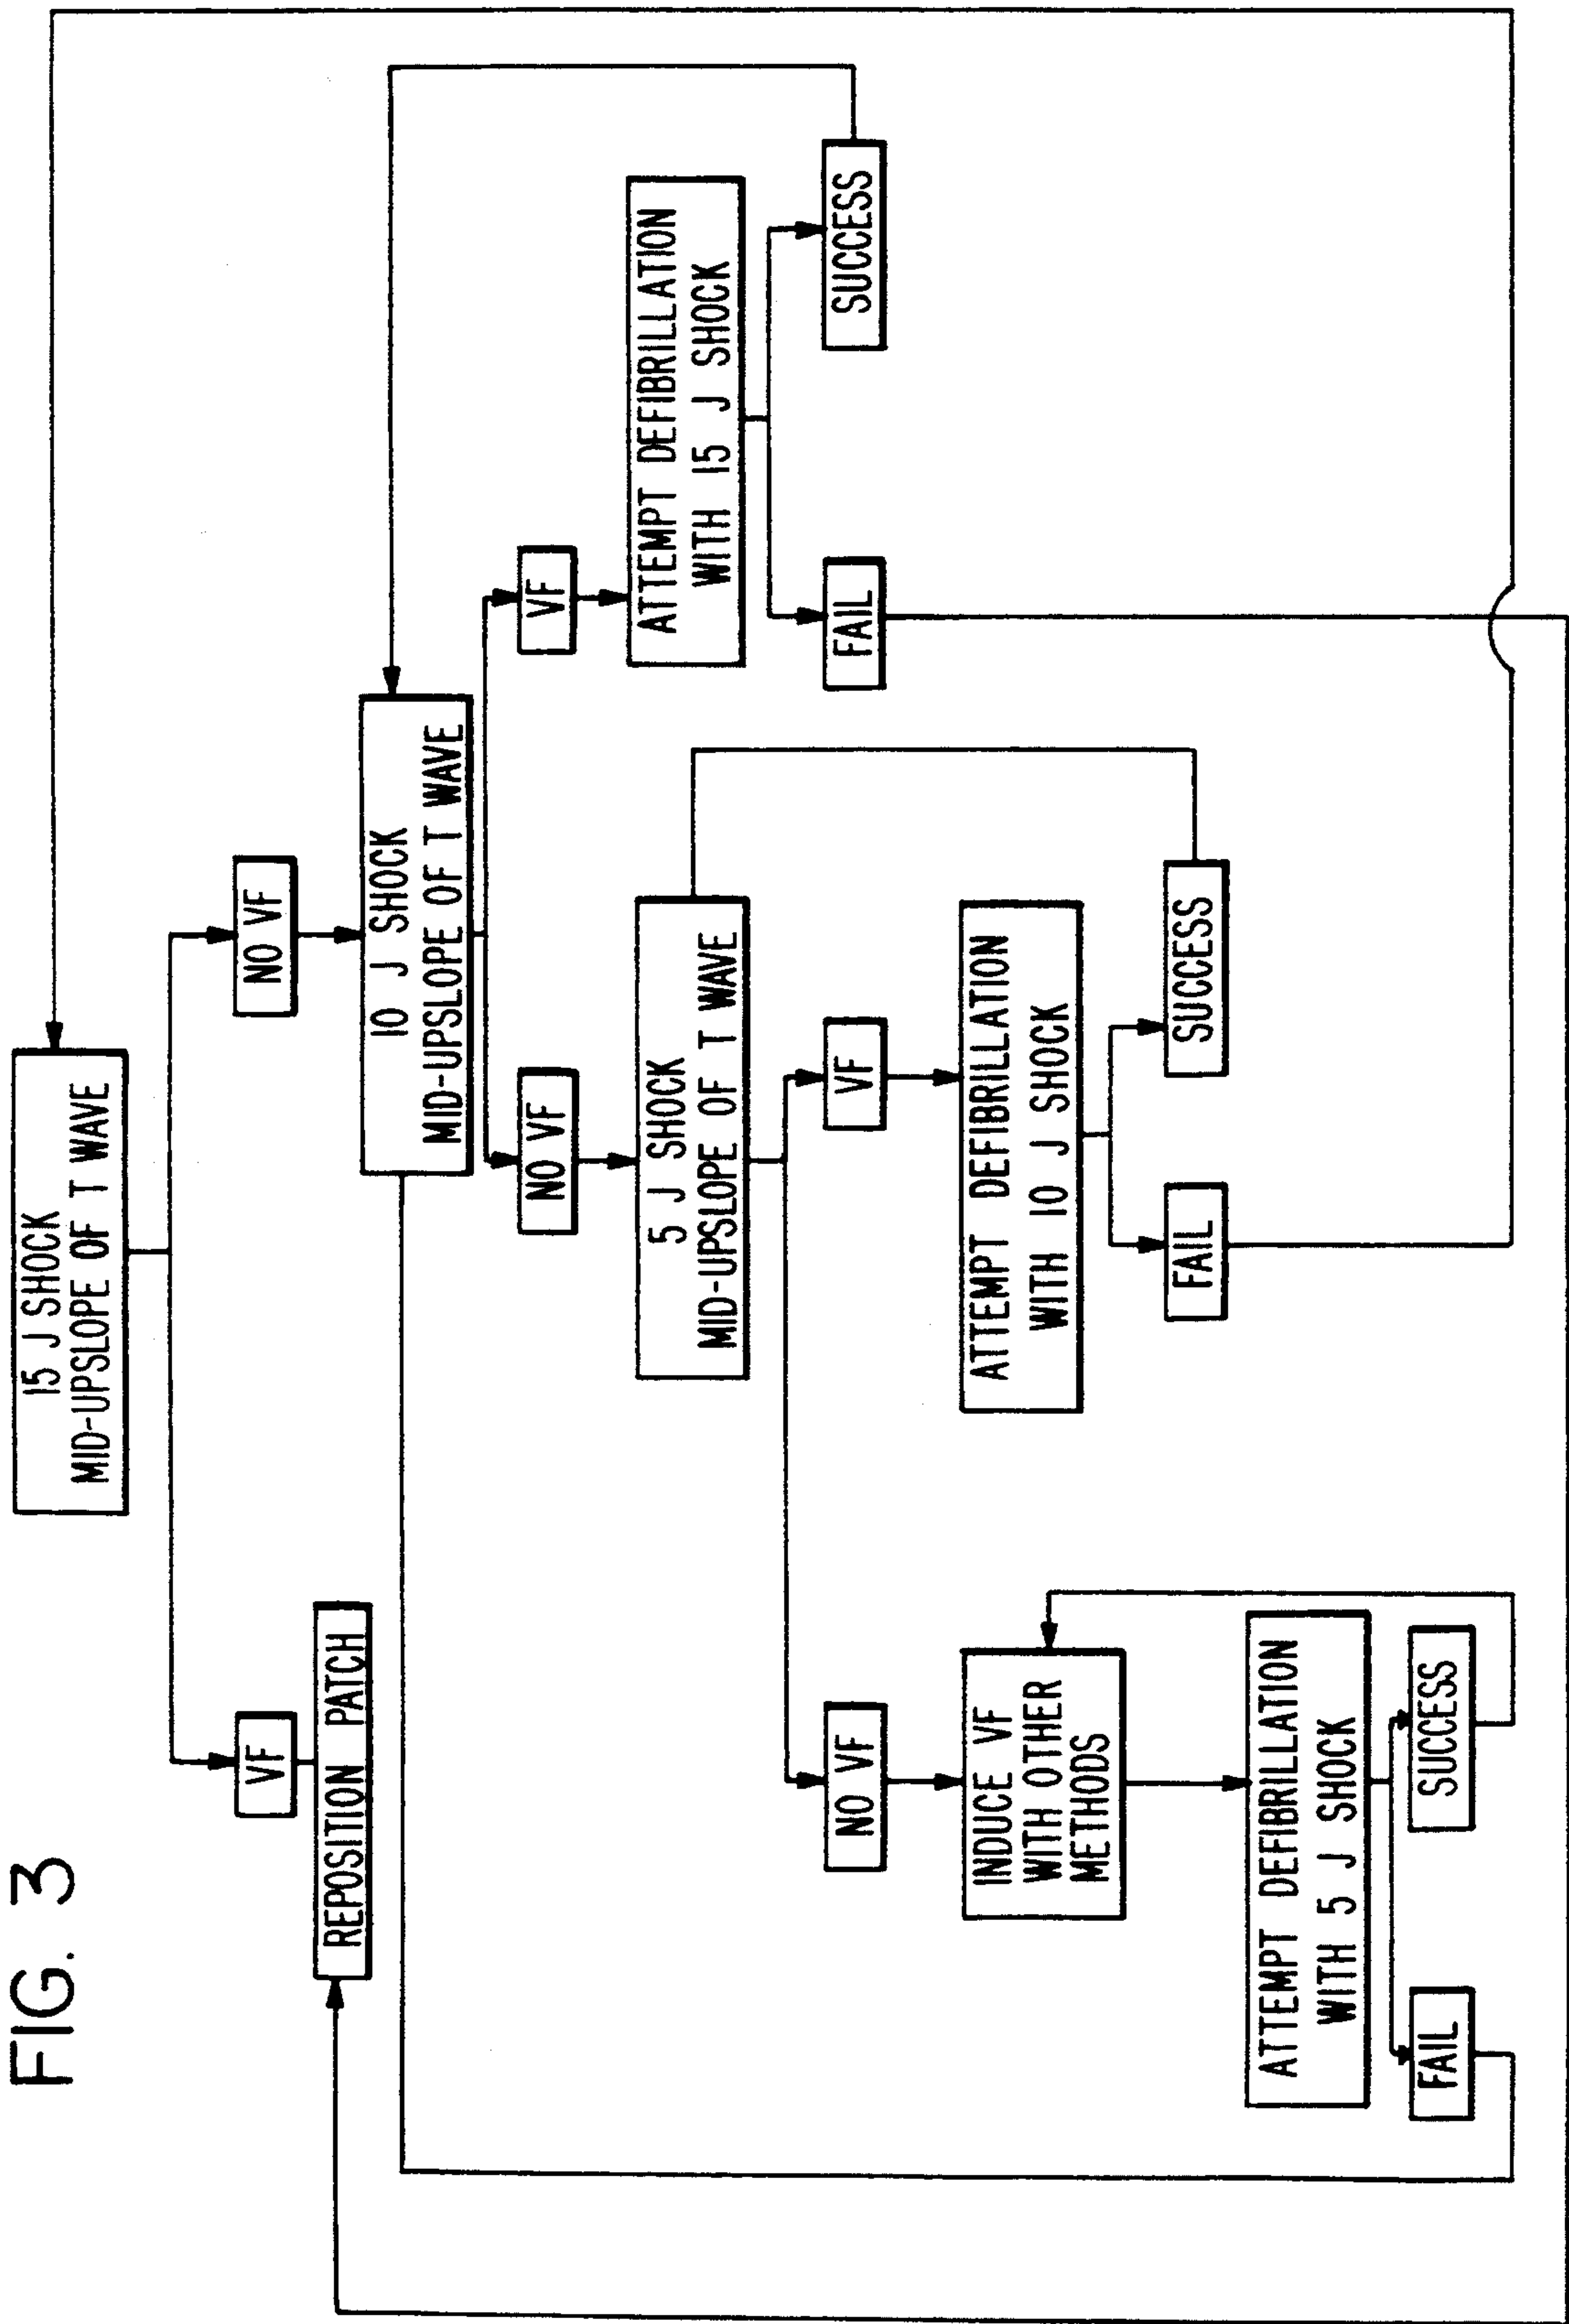 FIG. 3
15 J SHOCK
MID-UPSLOPE OF T WAVE
VF
NO VF
REPOSITION PATCH
10 J SHOCK
MID-UPSLOPE OF T WAVE
NO VF
VF
5 J SHOCK
MID-UPSLOPE OF T WAVE
ATTEMPT DEFIBRILLATION
WITH 15 J SHOCK
NO VF
VF
FAIL
SUCCESS
INDUCE VF
WITH OTHER
METHODS
ATTEMPT DEFIBRILLATION
WITH 10 J SHOCK
FAIL
SUCCESS
ATTEMPT DEFIBRILLATION
WITH 5 J SHOCK
FAIL
SUCCESS